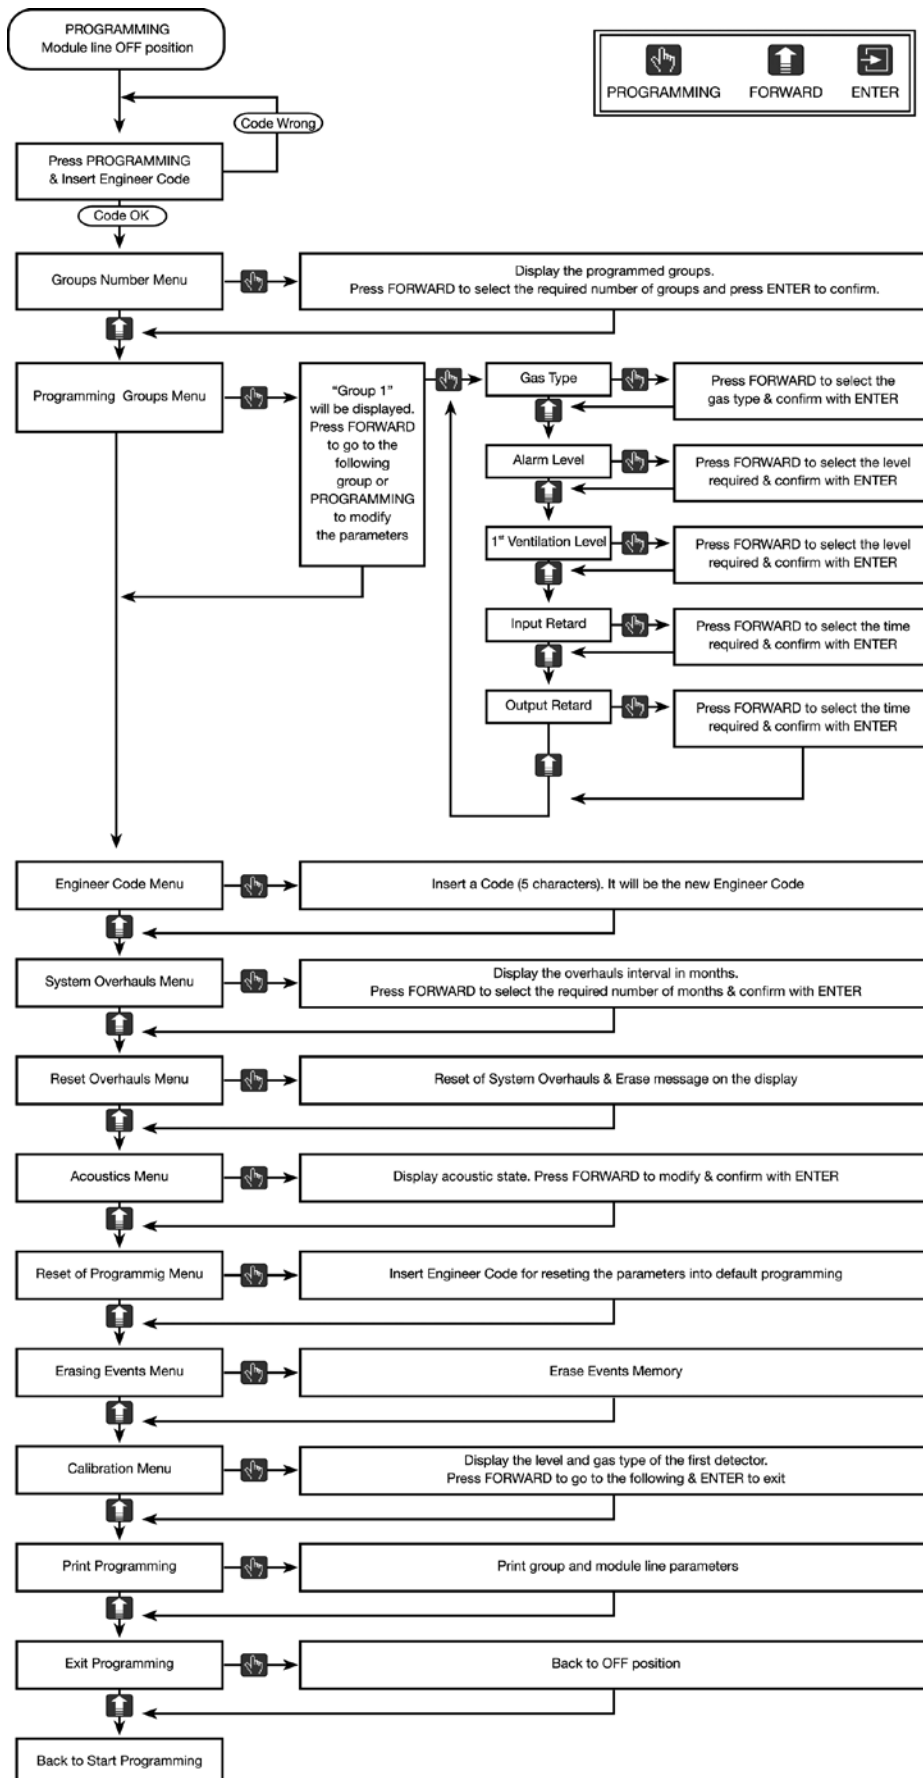 PROGRAMMING
Module line OFF position
PROGRAMMING
FORWARD
ENTER
Code Wrong
Press PROGRAMMING
& Insert Engineer Code
Code OK
Groups Number Menu
Display the programmed groups.
Press FORWARD to select the required number of groups and press ENTER to confirm.
Programming Groups Menu
“Group 1”
will be displayed.
Press FORWARD
to go to the
following
group or
PROGRAMMING
to modify
the parameters
Gas Type
Press FORWARD to select the
gas type & confirm with ENTER
Alarm Level
Press FORWARD to select the level
required & confirm with ENTER
1st Ventilation Level
Press FORWARD to select the level
required & confirm with ENTER
Input Retard
Press FORWARD to select the time
required & confirm with ENTER
Output Retard
Press FORWARD to select the time
required & confirm with ENTER
Engineer Code Menu
Insert a Code (5 characters). It will be the new Engineer Code
System Overhauls Menu
Display the overhauls interval in months.
Press FORWARD to select the required number of months & confirm with ENTER
Reset Overhauls Menu
Reset of System Overhauls & Erase message on the display
Acoustics Menu
Display acoustic state. Press FORWARD to modify & confirm with ENTER
Reset of Programmig Menu
Insert Engineer Code for reseting the parameters into default programming
Erasing Events Menu
Erase Events Memory
Calibration Menu
Display the level and gas type of the first detector.
Press FORWARD to go to the following & ENTER to exit
Print Programming
Print group and module line parameters
Exit Programming
Back to OFF position
Back to Start Programming